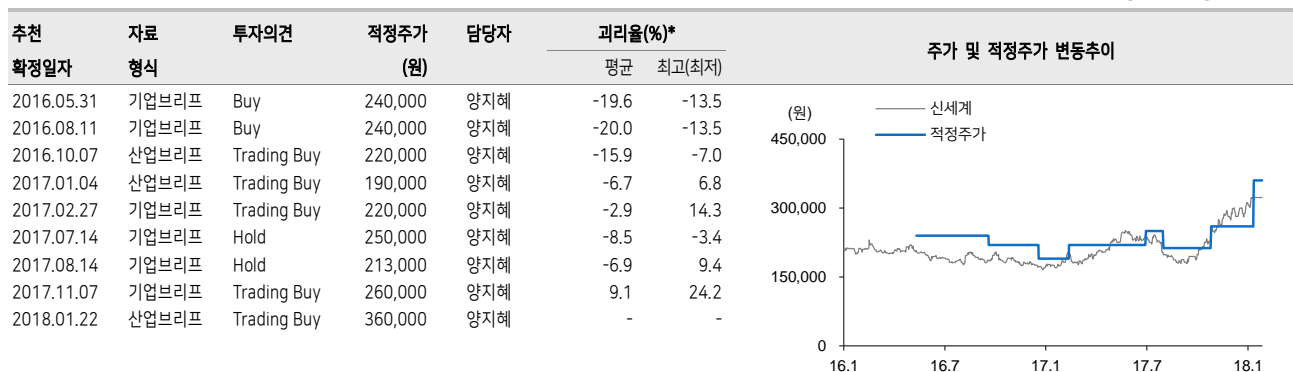 추천 자료 투자의견 적정주가 담당자 괴리율(%)* 주가 및 적정주가 변동추이
확정일자 형식 (원) 평균 최고(최저)
2016.05.31 기업브리프 Buy 240,000 양지혜 -19.6 -13.5
2016.08.11 기업브리프 Buy 240,000 양지혜 -20.0 -13.5
2016.10.07 산업브리프 Trading Buy 220,000 양지혜 -15.9 -7.0
2017.01.04 산업브리프 Trading Buy 190,000 양지혜 -6.7 6.8
2017.02.27 기업브리프 Trading Buy 220,000 양지혜 -2.9 14.3
2017.07.14 기업브리프 Hold 250,000 양지혜 -8.5 -3.4
2017.08.14 기업브리프 Hold 213,000 양지혜 -6.9 9.4
2017.11.07 기업브리프 Trading Buy 260,000 양지혜 9.1 24.2
2018.01.22 산업브리프 Trading Buy 360,000 양지혜 - -
(원)
신세계
적정주가
450,000
300,000
150,000
0
16.1 16.7 17.1 17.7 18.1